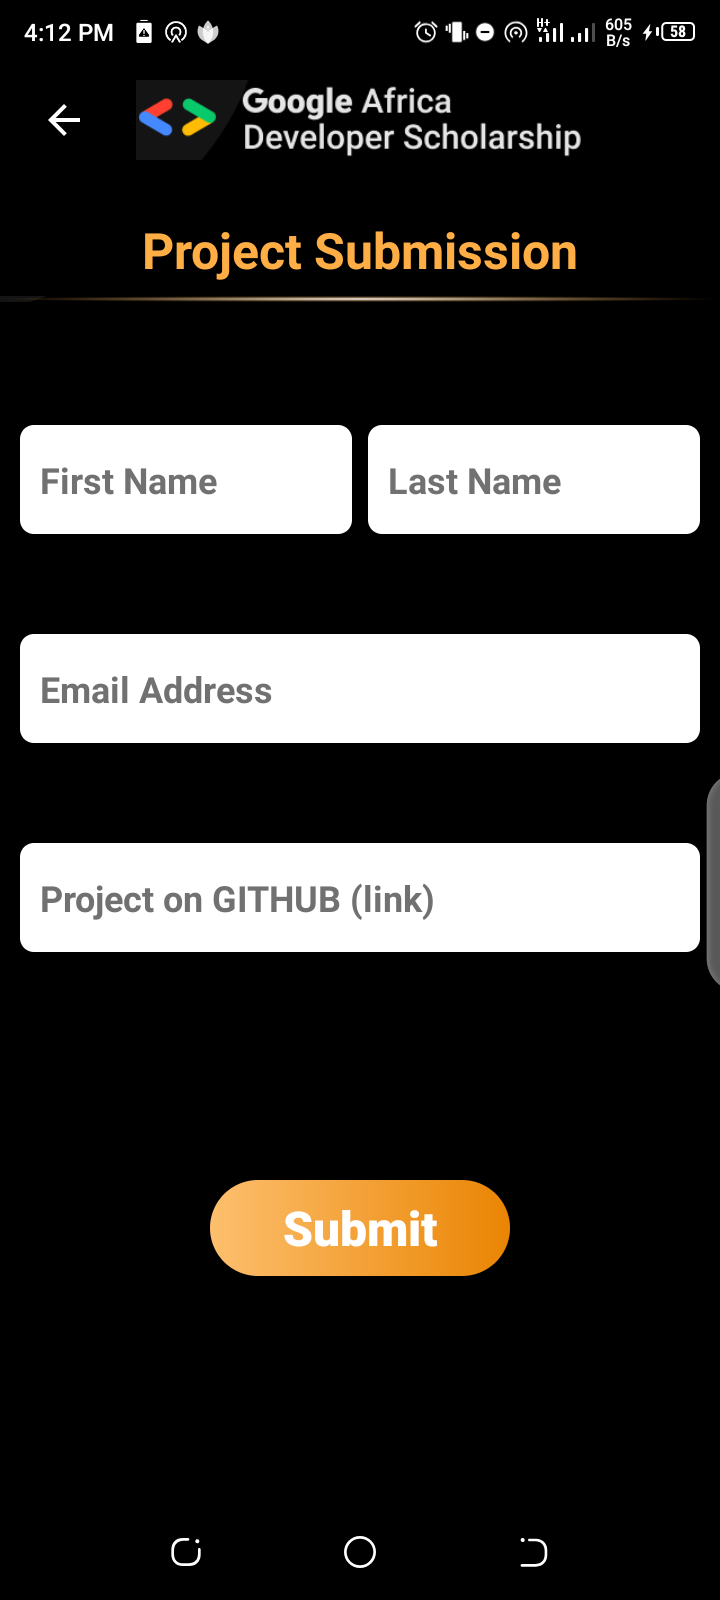 4:12 PM
H+
605
B/s
58
Google Africa
Developer Scholarship
Project Submission
First Name
Last Name
Email Address
Project on GITHUB (link)
Submit